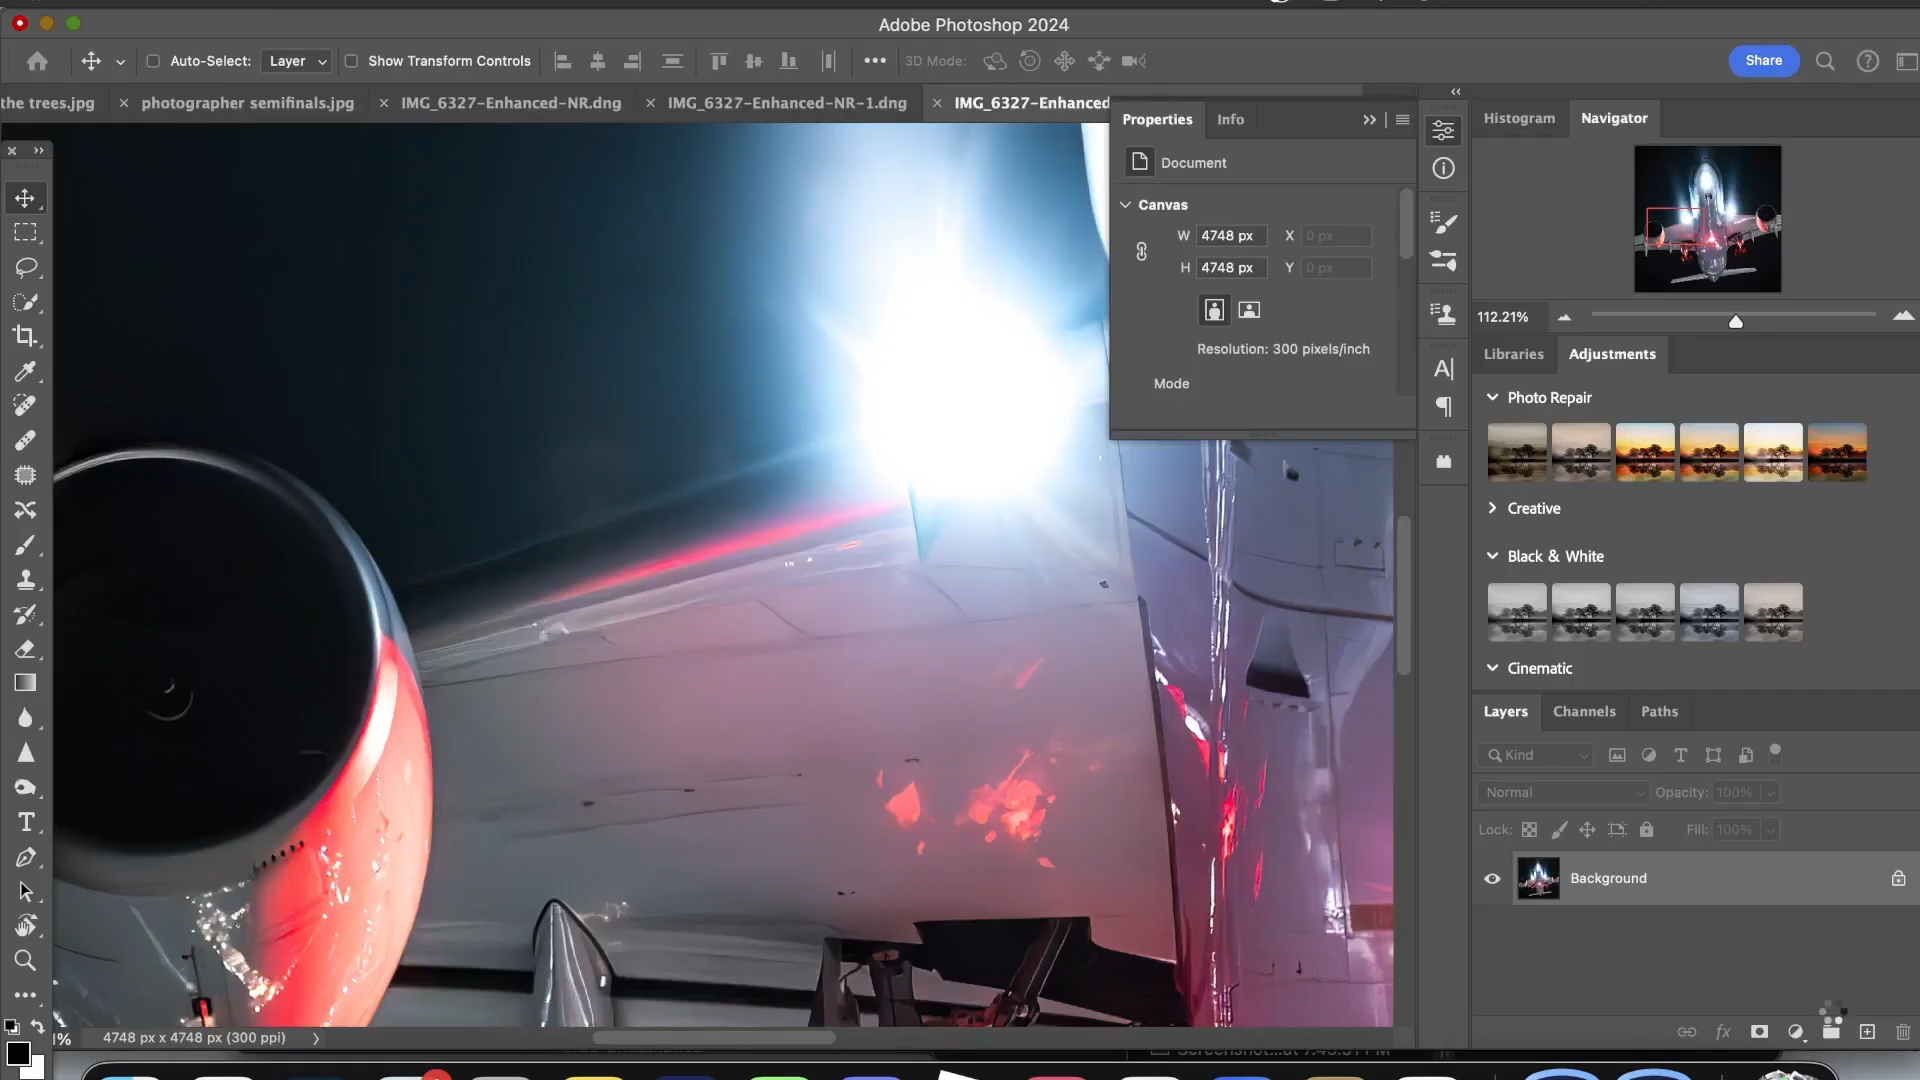 Adobe Photoshop 2024
Auto-Select: Layer Show Transform Controls 3D Mode: Share
the trees.jpg photographer semifinals.jpg IMG_6327-Enhanced-NR.dng IMG_6327-Enhanced-NR-1.dng IMG_6327-Enhanced
Properties Info
Document
Canvas
W 4748 px X 0 px
H 4748 px Y 0 px
Resolution: 300 pixels/inch
Mode
Histogram Navigator
112.21%
Libraries Adjustments
Photo Repair
Creative
Black & White
Cinematic
Layers Channels Paths
Kind
Normal Opacity: 100%
Lock: Fill: 100%
Background
fx
1% 4748 px x 4748 px (300 ppi)